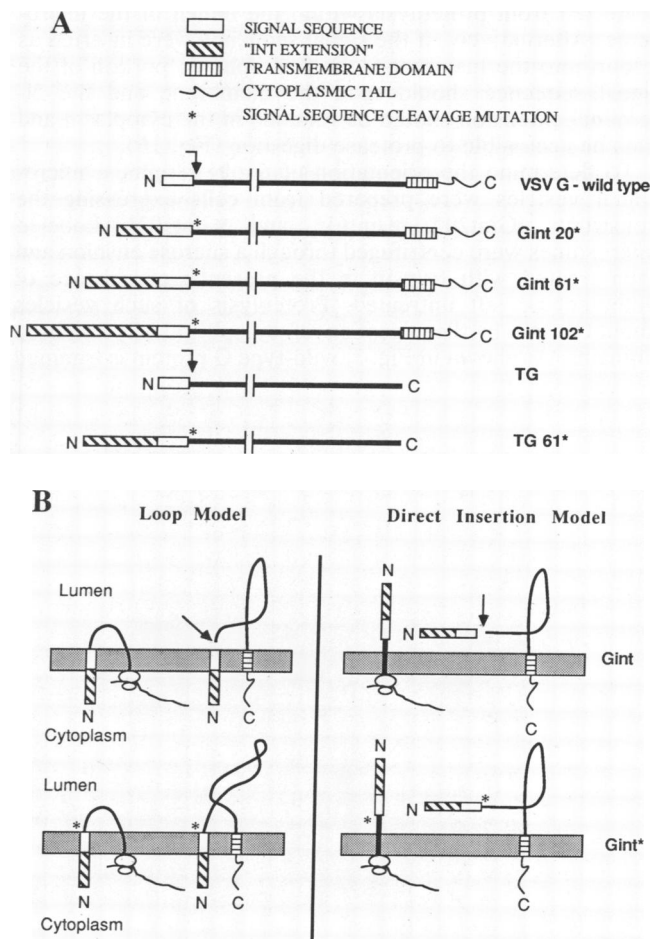 A
SIGNAL SEQUENCE
"INT EXTENSION"
TRANSMEMBRANE DOMAIN
CYTOPLASMIC TAIL
* SIGNAL SEQUENCE CLEAVAGE MUTATION
N C VSV G - wild type
N * C Gint 20*
N * C Gint 61*
N * C Gint 102*
N C TG
N * C TG 61*
B
Loop Model Direct Insertion Model
Lumen N N
N N C C Gint
Cytoplasm
Lumen N N *
* * * Gint*
N N C C
Cytoplasm